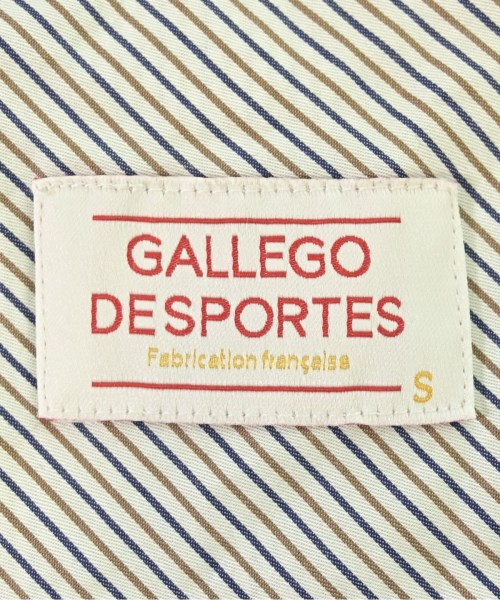 GALLEGO
DESPORTES
Fabrication française
S